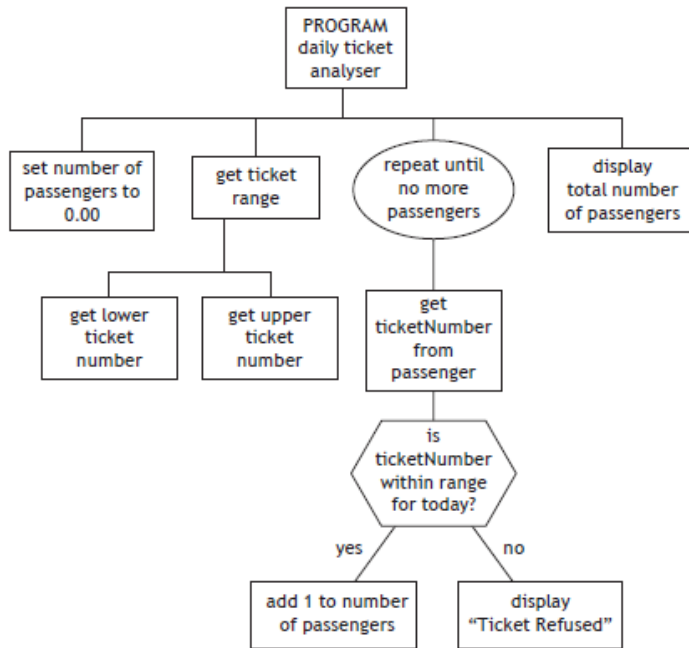 PROGRAM
daily ticket
analyser
set number of
passengers to
0.00
get ticket
range
repeat until
no more
passengers
display
total number
of passengers
get lower
ticket
number
get upper
ticket
number
get
ticketNumber
from
passenger
is
ticketNumber
within range
for today?
yes
no
add 1 to number
of passengers
display
“Ticket Refused”